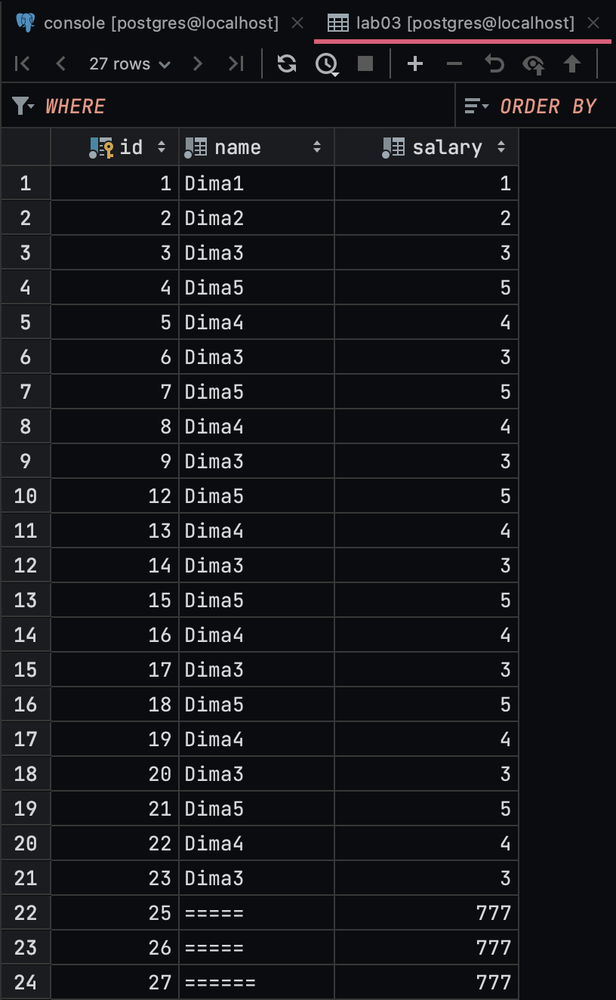 console [postgres@localhost] lab03 [postgres@localhost]
27 rows
WHERE ORDER BY
id name salary
1 1 Dima1 1
2 2 Dima2 2
3 3 Dima3 3
4 4 Dima5 5
5 5 Dima4 4
6 6 Dima3 3
7 7 Dima5 5
8 8 Dima4 4
9 9 Dima3 3
10 12 Dima5 5
11 13 Dima4 4
12 14 Dima3 3
13 15 Dima5 5
14 16 Dima4 4
15 17 Dima3 3
16 18 Dima5 5
17 19 Dima4 4
18 20 Dima3 3
19 21 Dima5 5
20 22 Dima4 4
21 23 Dima3 3
22 25 ===== 777
23 26 ===== 777
24 27 ====== 777